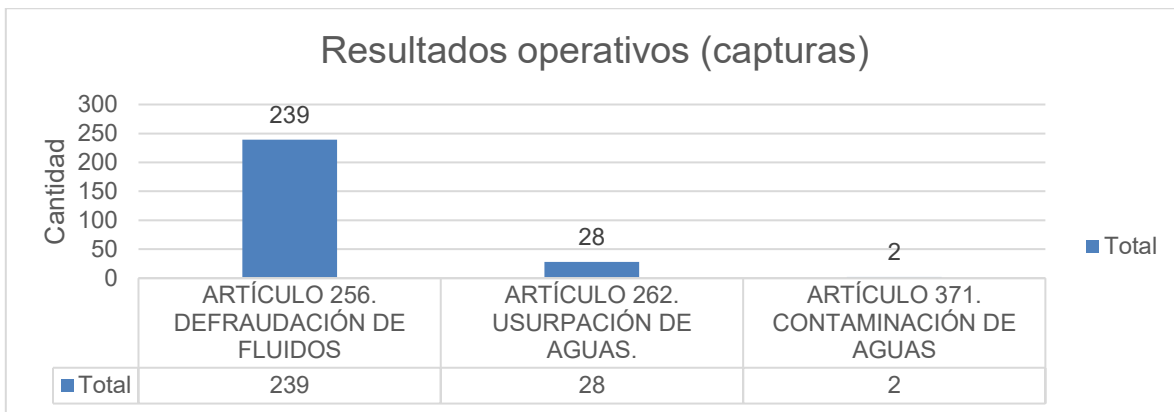 Resultados operativos (capturas)
Cantidad
300
250
200
150
100
50
0
239
28
2
Total
ARTÍCULO 256.
DEFRAUDACIÓN DE
FLUIDOS
ARTÍCULO 262.
USURPACIÓN DE
AGUAS.
ARTÍCULO 371.
CONTAMINACIÓN DE
AGUAS
Total 239 28 2